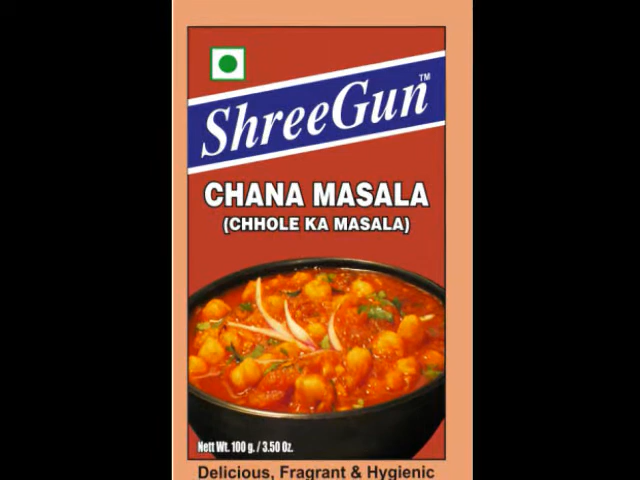 ShreeGun™
CHANA MASALA
(CHHOLE KA MASALA)
Nett Wt. 100 g. / 3.50 Oz.
Delicious, Fragrant & Hygienic